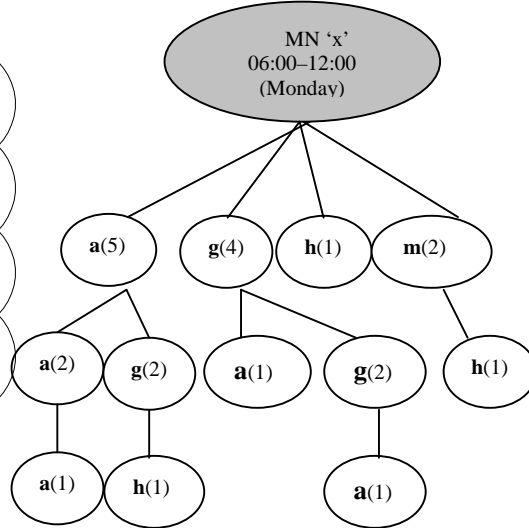 MN ‘x’
06:00–12:00
(Monday)
a(5)
g(4)
h(1)
m(2)
a(2)
g(2)
a(1)
g(2)
h(1)
a(1)
h(1)
a(1)